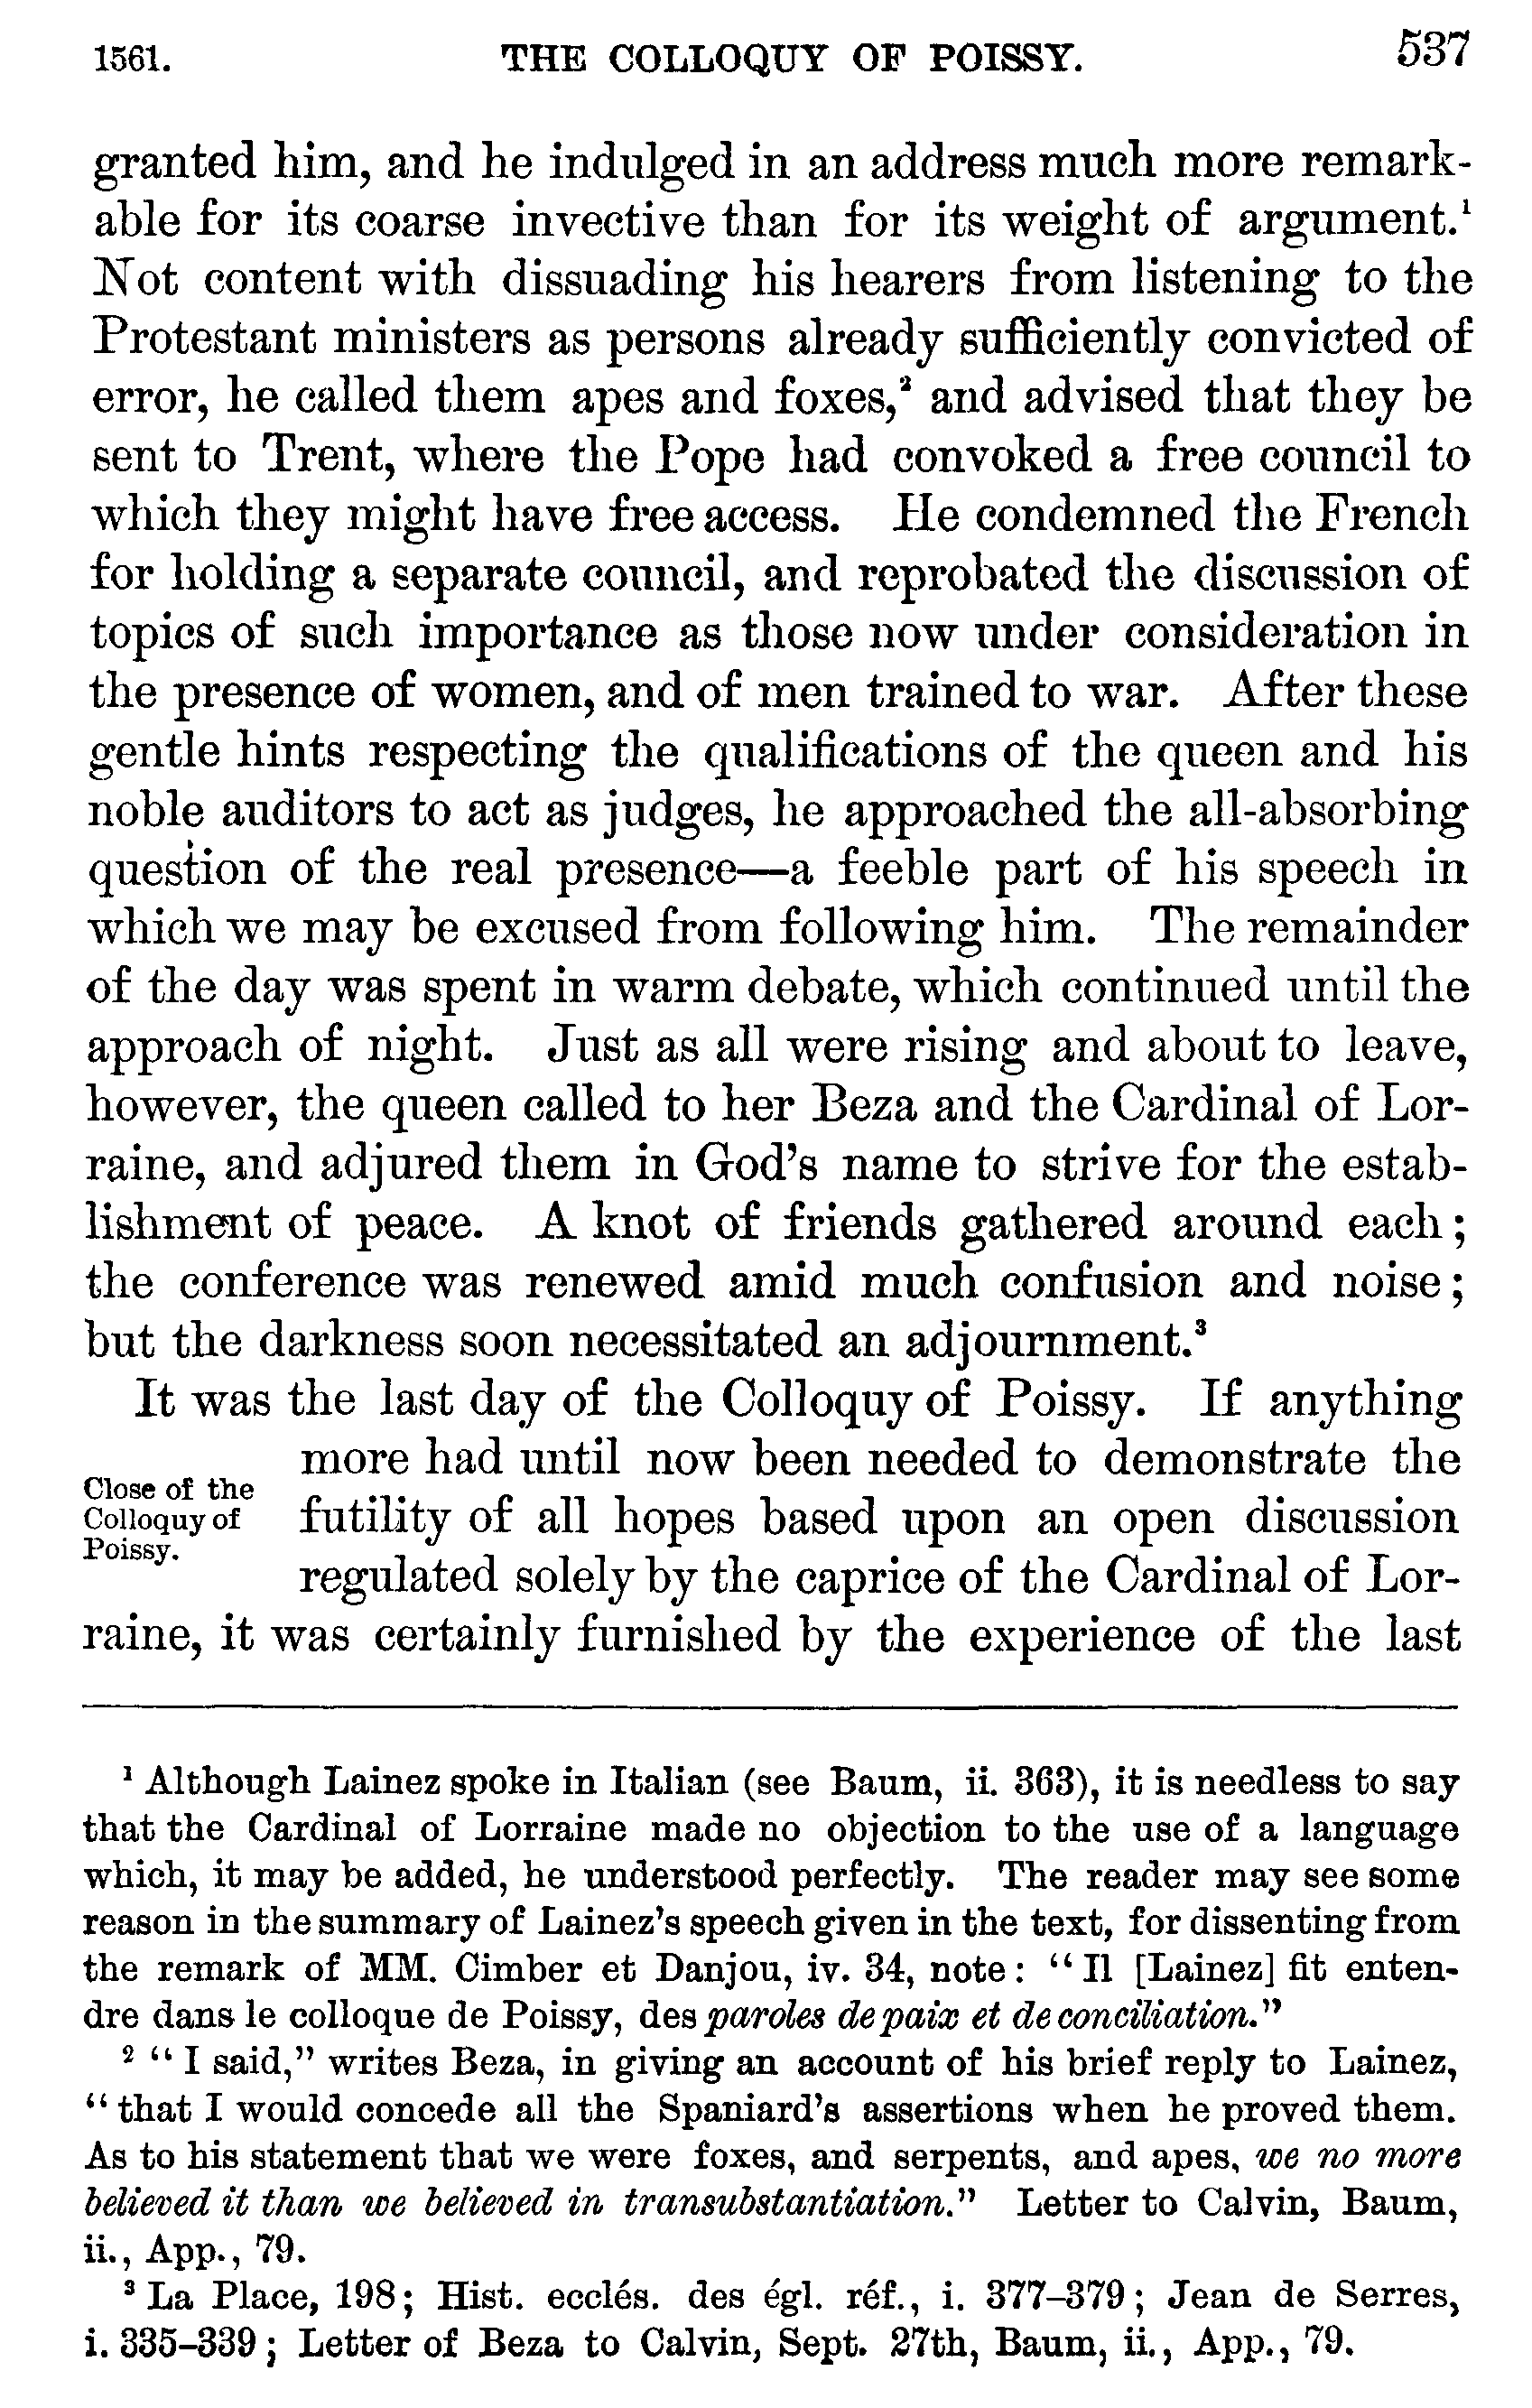 1561. THE COLLOQUY OF POISSY. 537
granted him, and he indulged in an address much more remark-
able for its coarse invective than for its weight of argument.¹
Not content with dissuading his hearers from listening to the
Protestant ministers as persons already sufficiently convicted of
error, he called them apes and foxes,² and advised that they be
sent to Trent, where the Pope had convoked a free council to
which they might have free access. He condemned the French
for holding a separate council, and reprobated the discussion of
topics of such importance as those now under consideration in
the presence of women, and of men trained to war. After these
gentle hints respecting the qualifications of the queen and his
noble auditors to act as judges, he approached the all-absorbing
question of the real presence—a feeble part of his speech in
which we may be excused from following him. The remainder
of the day was spent in warm debate, which continued until the
approach of night. Just as all were rising and about to leave,
however, the queen called to her Beza and the Cardinal of Lor-
raine, and adjured them in God's name to strive for the estab-
lishment of peace. A knot of friends gathered around each;
the conference was renewed amid much confusion and noise;
but the darkness soon necessitated an adjournment.³
It was the last day of the Colloquy of Poissy. If anything
Close of the
Colloquy of
Poissy.
more had until now been needed to demonstrate the
futility of all hopes based upon an open discussion
regulated solely by the caprice of the Cardinal of Lor-
raine, it was certainly furnished by the experience of the last
¹ Although Lainez spoke in Italian (see Baum, ii. 363), it is needless to say
that the Cardinal of Lorraine made no objection to the use of a language
which, it may be added, he understood perfectly. The reader may see some
reason in the summary of Lainez's speech given in the text, for dissenting from
the remark of MM. Cimber et Danjou, iv. 34, note: "Il [Lainez] fit enten-
dre dans le colloque de Poissy, des paroles de paix et de conciliation."
² "I said," writes Beza, in giving an account of his brief reply to Lainez,
"that I would concede all the Spaniard's assertions when he proved them.
As to his statement that we were foxes, and serpents, and apes, we no more
believed it than we believed in transubstantiation." Letter to Calvin, Baum,
ii., App., 79.
³ La Place, 198; Hist. ecclés. des égl. réf., i. 377–379; Jean de Serres,
i. 335–339; Letter of Beza to Calvin, Sept. 27th, Baum, ii., App., 79.